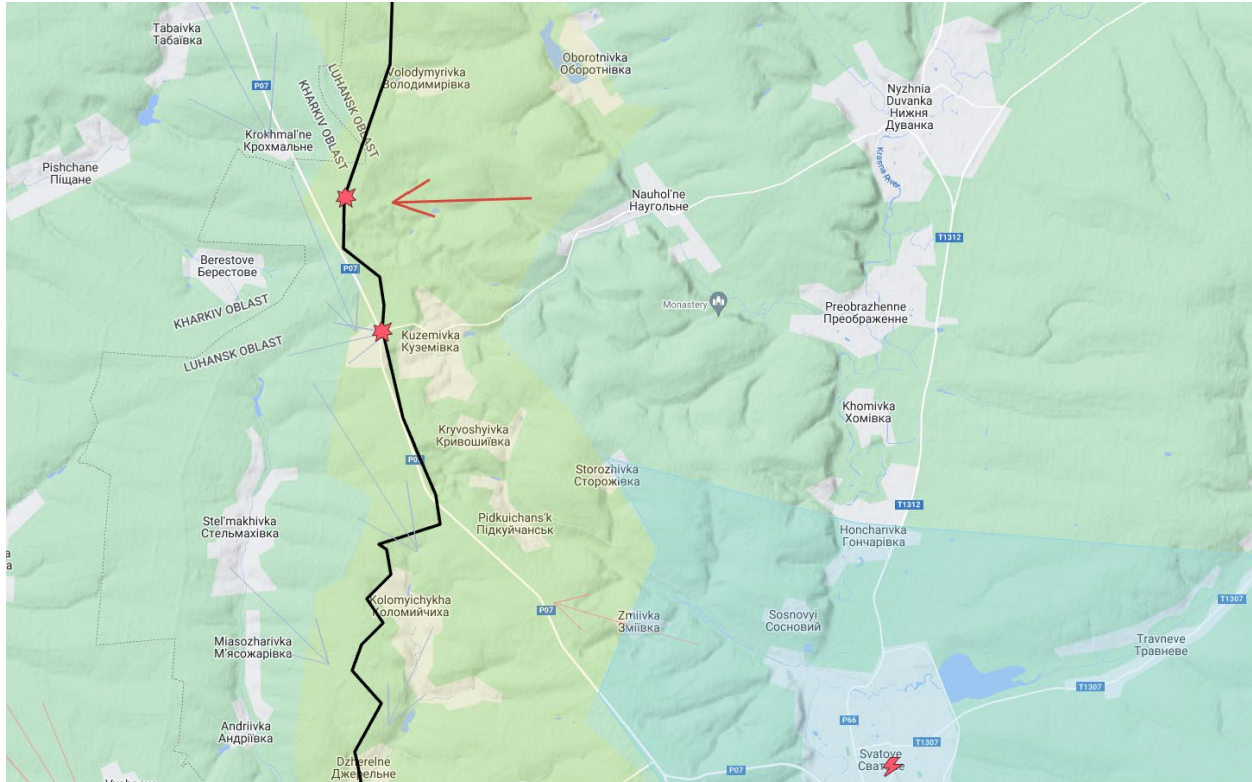 Tabaivka
Табаївка
P07
LUHANSK OBLAST
KHARKIV OBLAST
Volodymyrivka
Володимирівка
Oborotnivka
Оборотнівка
Nyzhnia
Duvanka
Нижня
Дуванка
Krokhmal'ne
Крохмальне
Pishchane
Піщане
Krasna River
Nauhol'ne
Наугольне
T1312
Berestove
Берестове
P07
KHARKIV OBLAST
LUHANSK OBLAST
Monastery
Preobrazhenne
Преображенне
Kuzemivka
Куземівка
Khomivka
Хомівка
Kryvoshyivka
Кривошиївка
Storozhivka
Сторожівка
T1312
Stel'makhivka
Стельмахівка
Pidkuichans'k
Підкуйчанськ
Honcharivka
Гончарівка
Kolomyichykha
Коломийчиха
P07
Zmiivka
Зміївка
Sosnovyi
Сосновий
T1307
Miasozharivka
М'ясожарівка
Travneve
Травневе
T1307
Andriivka
Андріївка
P66
T1307
Dzherelne
Джерельне
P07
Svatove